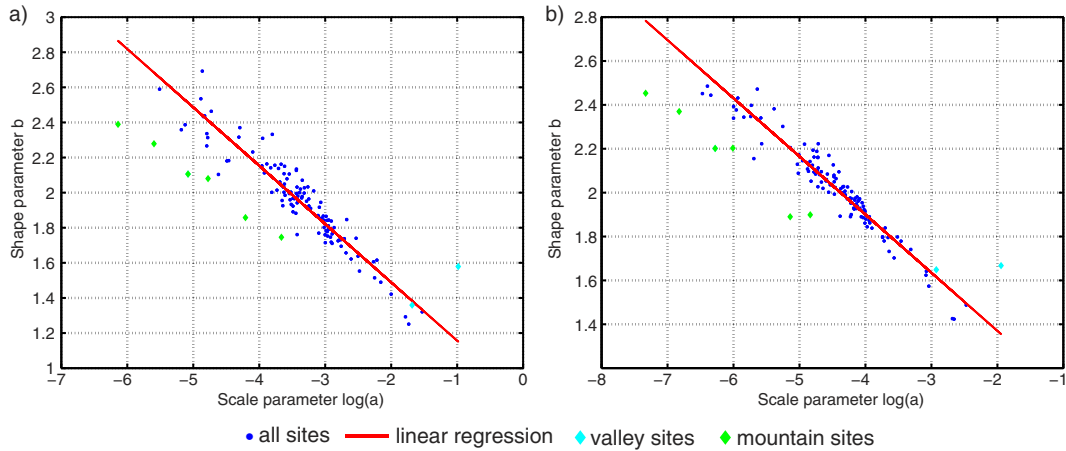 a)
3
2.8
2.6
2.4
2.2
2
1.8
1.6
1.4
1.2
1
Shape parameter b
−7 −6 −5 −4 −3 −2 −1 0
Scale parameter log(a)
b)
2.8
2.6
2.4
2.2
2
1.8
1.6
1.4
Shape parameter b
−8 −7 −6 −5 −4 −3 −2 −1
Scale parameter log(a)
all sites linear regression valley sites mountain sites